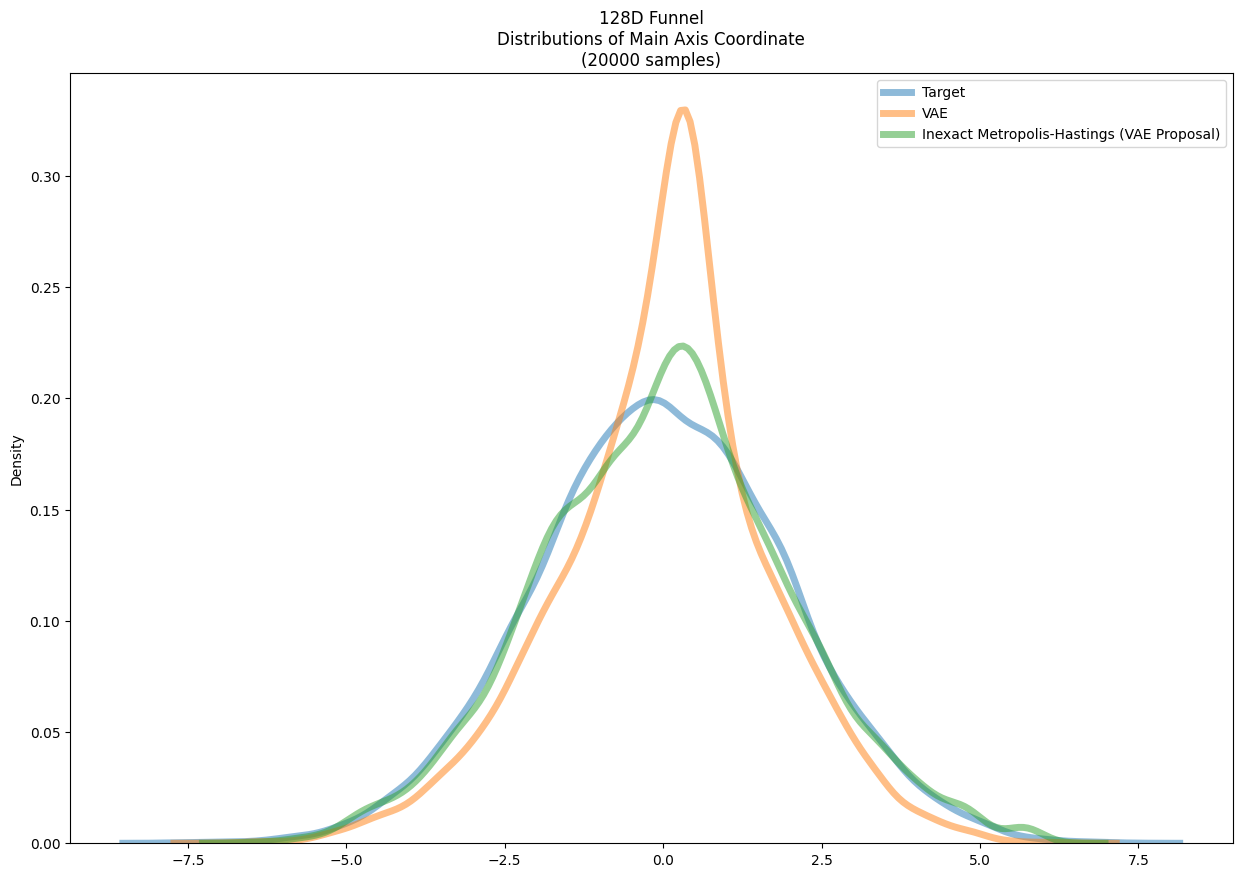 128D Funnel
Distributions of Main Axis Coordinate
(20000 samples)
Target
VAE
Inexact Metropolis-Hastings (VAE Proposal)
Density
0.30
0.25
0.20
0.15
0.10
0.05
0.00
−7.5 −5.0 −2.5 0.0 2.5 5.0 7.5